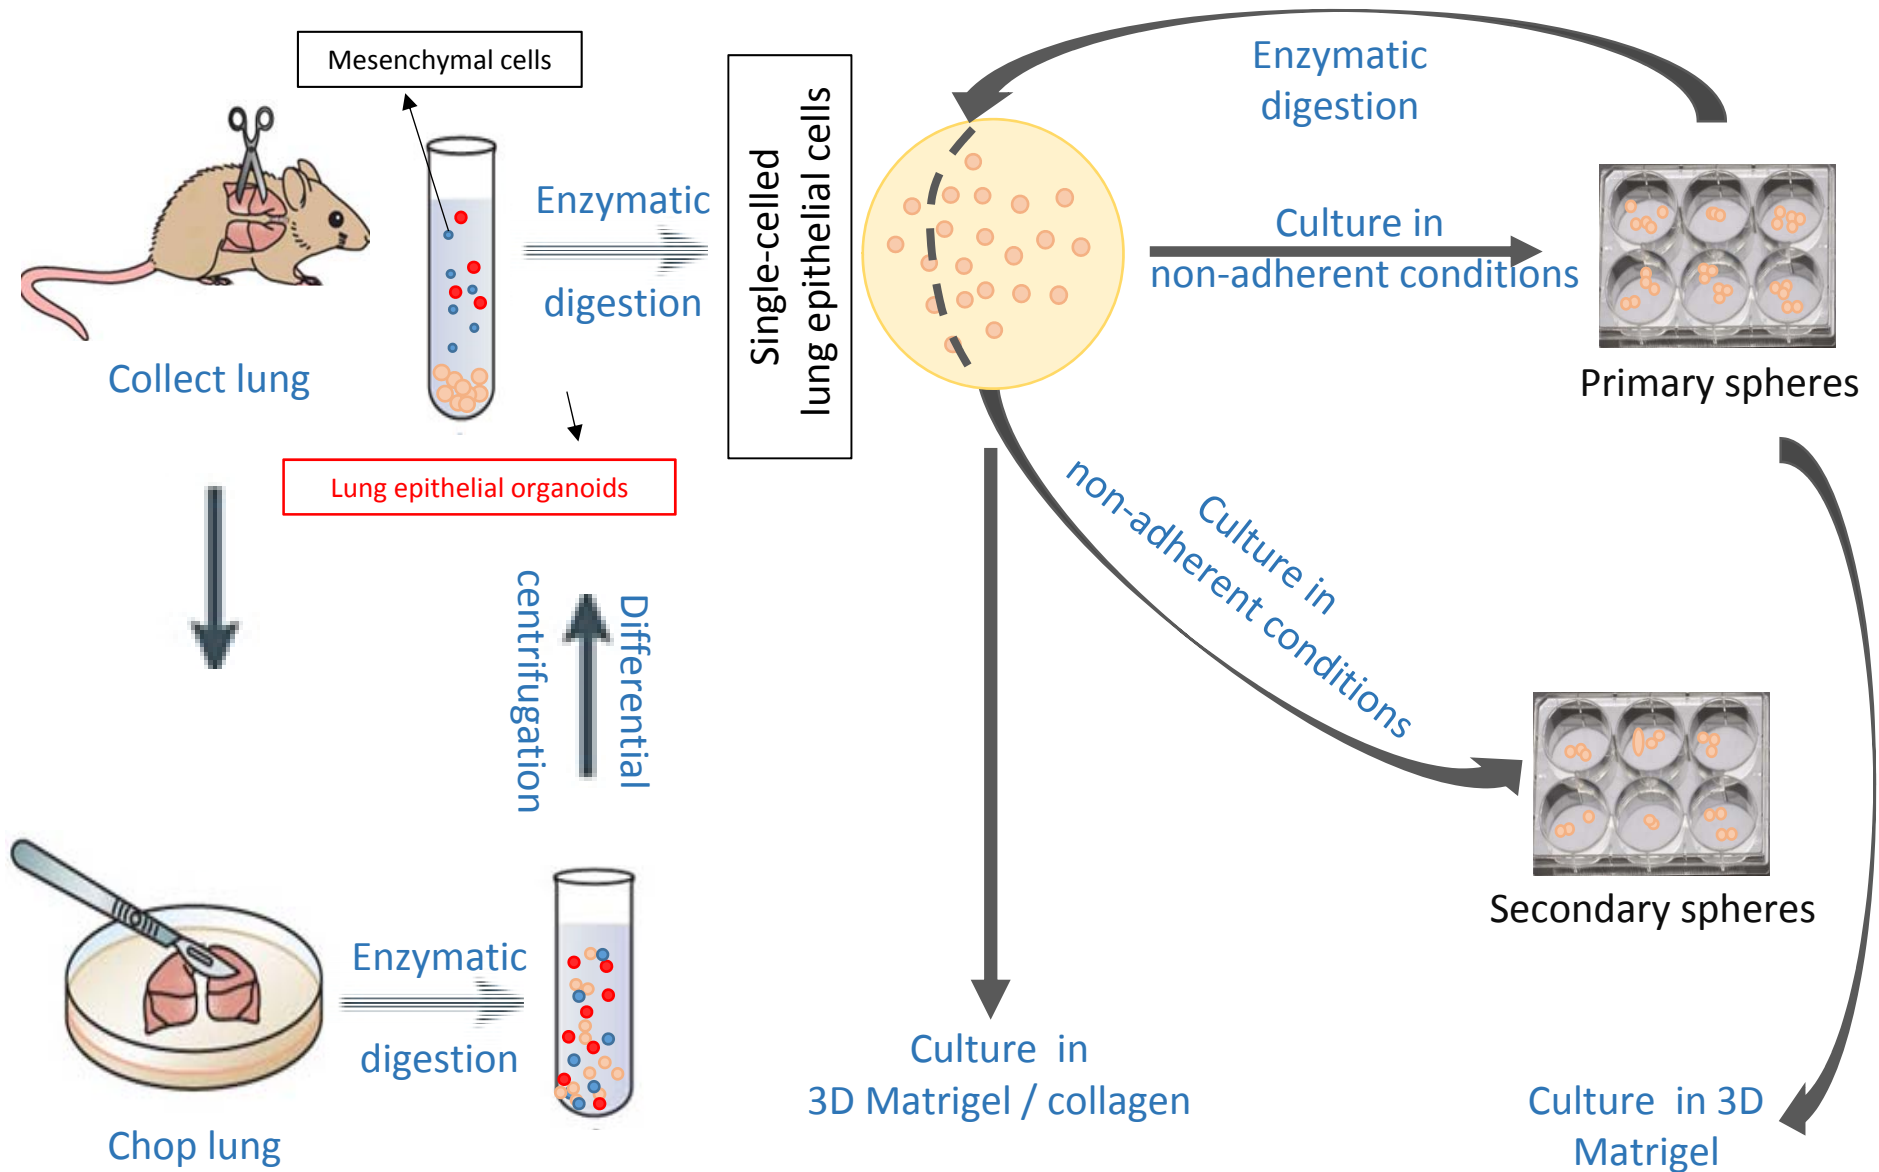 Mesenchymal cells
Collect lung
Lung epithelial organoids
Enzymatic
digestion
Single-celled
lung epithelial cells
Enzymatic
digestion
Culture in
non-adherent conditions
Primary spheres
Culture in
non-adherent conditions
Secondary spheres
Differential
centrifugation
Chop lung
Enzymatic
digestion
Culture in
3D Matrigel / collagen
Culture in 3D
Matrigel